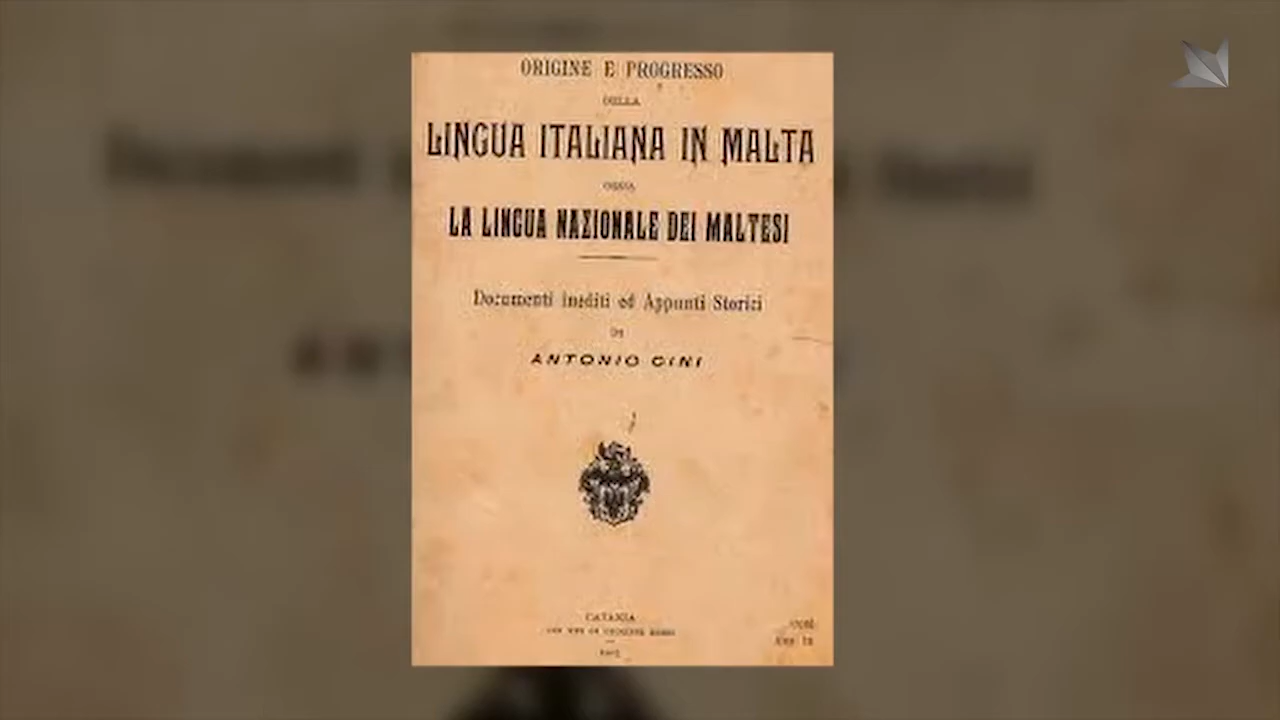 ORIGINE E PROGRESSO
DELLA
LINGUA ITALIANA IN MALTA
OSSIA
LA LINGUA NAZIONALE DEI MALTESI
Documenti inediti ed Appunti Storici
DI
ANTONIO CINI
CATANIA